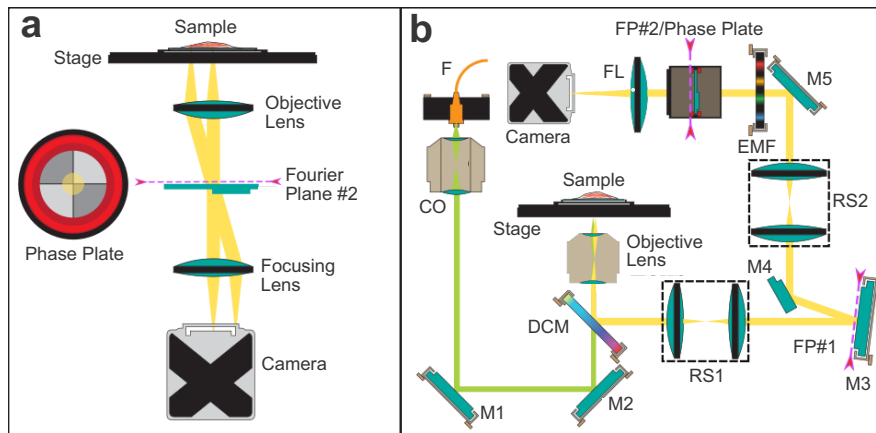 a
Sample
Stage
Objective
Lens
Fourier
Plane #2
Phase Plate
Focusing
Lens
Camera
b
FP#2/Phase Plate
F
FL
M5
Camera
EMF
CO
Sample
RS2
Stage
Objective
Lens
M4
DCM
FP#1
RS1
M3
M1
M2